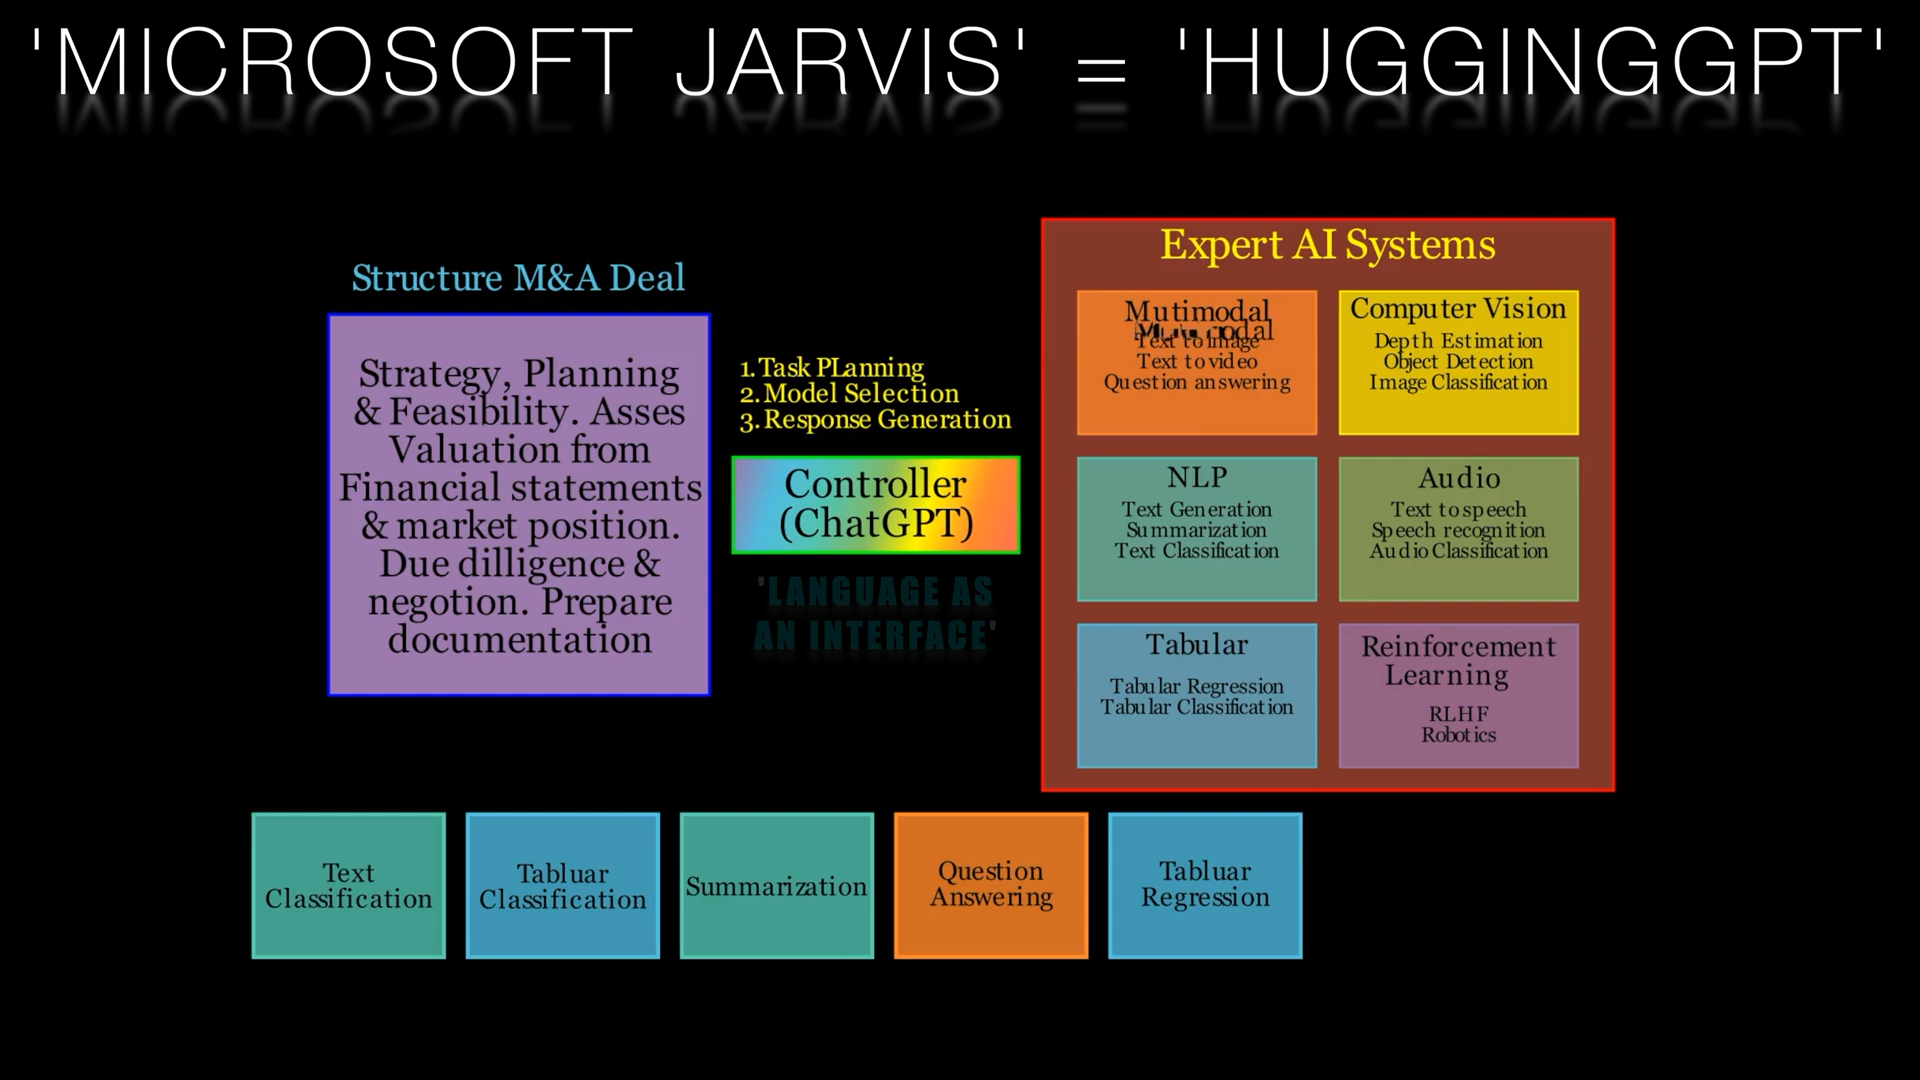 'MICROSOFT JARVIS' = 'HUGGINGGPT'
Structure M&A Deal
Strategy, Planning
& Feasibility. Asses
Valuation from
Financial statements
& market position.
Due dilligence &
negotion. Prepare
documentation
1.Task PLanning
2.Model Selection
3.Response Generation
Controller
(ChatGPT)
'LANGUAGE AS
AN INTERFACE'
Expert AI Systems
Mutimodal
Text to image
Text to video
Question answering
Computer Vision
Depth Estimation
Object Detection
Image Classification
NLP
Text Generation
Summarization
Text Classification
Audio
Text to speech
Speech recognition
Audio Classification
Tabular
Tabular Regression
Tabular Classification
Reinforcement
Learning
RLHF
Robotics
Text
Classification
Tabluar
Classification
Summarization
Question
Answering
Tabluar
Regression